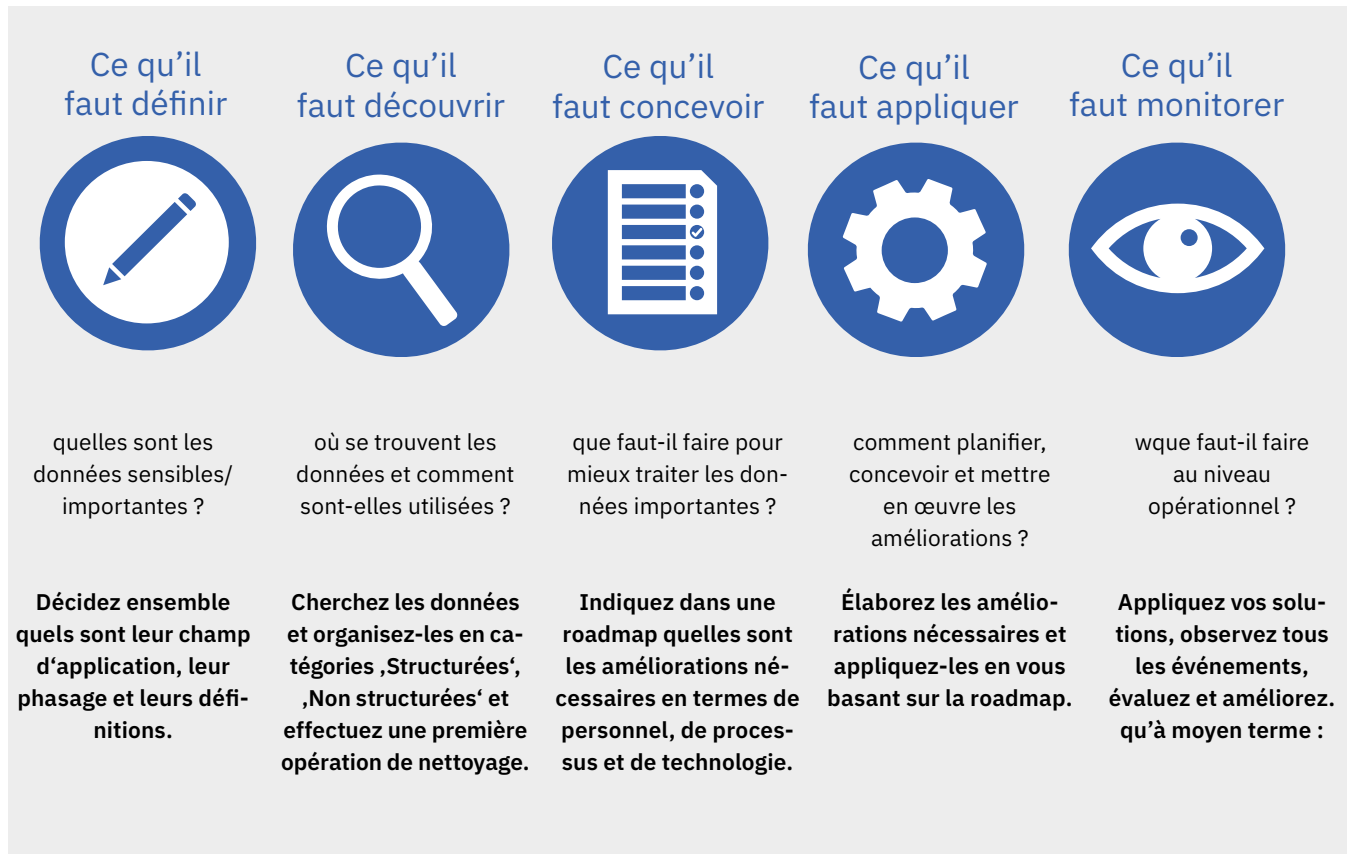 Ce qu’il
faut définir
quelles sont les
données sensibles/
importantes ?
Décidez ensemble
quels sont leur champ
d‘application, leur
phasage et leurs défi-
nitions.
Ce qu’il
faut découvrir
où se trouvent les
données et comment
sont-elles utilisées ?
Cherchez les données
et organisez-les en ca-
tégories ‚Structurées‘,
‚Non structurées‘ et
effectuez une première
opération de nettoyage.
Ce qu’il
faut concevoir
que faut-il faire pour
mieux traiter les don-
nées importantes ?
Indiquez dans une
roadmap quelles sont
les améliorations né-
cessaires en termes de
personnel, de proces-
sus et de technologie.
Ce qu’il
faut appliquer
comment planifier,
concevoir et mettre
en œuvre les
améliorations ?
Élaborez les amélio-
rations nécessaires et
appliquez-les en vous
basant sur la roadmap.
Ce qu’il
faut monitorer
wque faut-il faire
au niveau
opérationnel ?
Appliquez vos solu-
tions, observez tous
les événements,
évaluez et améliorez.
qu’à moyen terme :